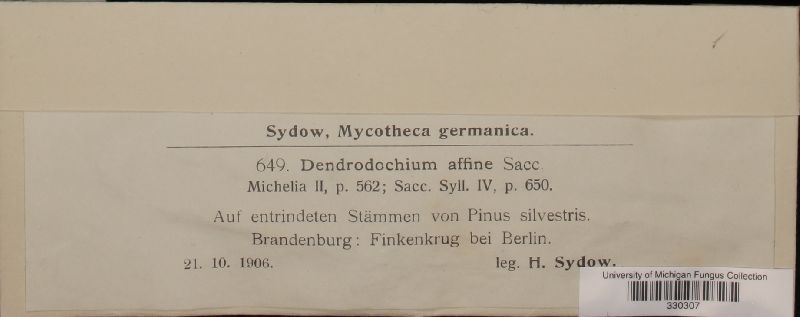 Sydow, Mycotheca germanica.
649. Dendrodochium affine Sacc
Michelia II, p. 562; Sacc. Syll. IV, p. 650.
Auf entrindeten Stämmen von Pinus silvestris.
Brandenburg: Finkenkrug bei Berlin.
21. 10. 1906. leg. H. Sydow.
University of Michigan Fungus Collection
330307